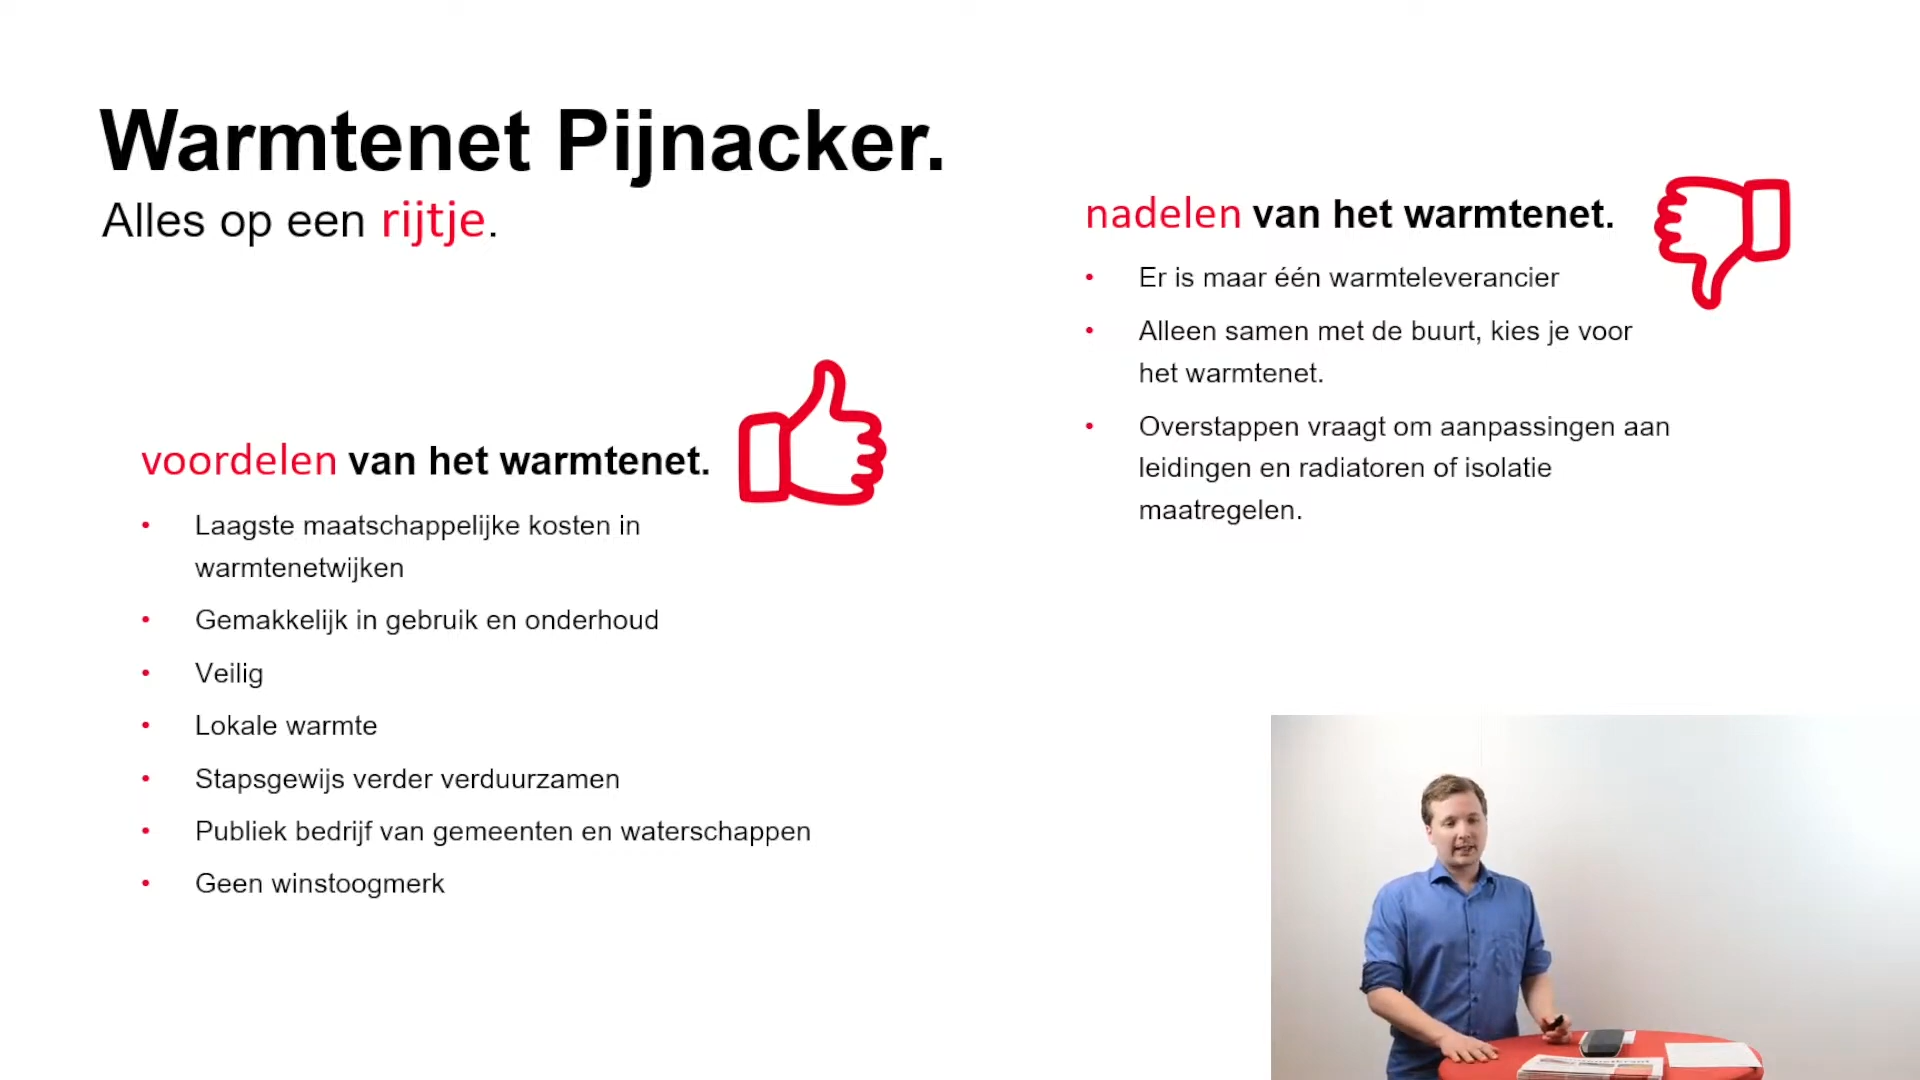 Warmtenet Pijnacker.
Alles op een rijtje.
voordelen van het warmtenet.
• Laagste maatschappelijke kosten in
warmtenetwijken
• Gemakkelijk in gebruik en onderhoud
• Veilig
• Lokale warmte
• Stapsgewijs verder verduurzamen
• Publiek bedrijf van gemeenten en waterschappen
• Geen winstoogmerk
nadelen van het warmtenet.
• Er is maar één warmteleverancier
• Alleen samen met de buurt, kies je voor
het warmtenet.
• Overstappen vraagt om aanpassingen aan
leidingen en radiatoren of isolatie
maatregelen.